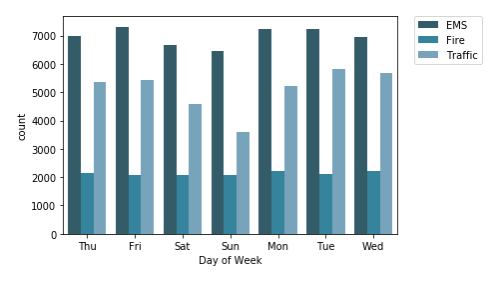 EMS
Fire
Traffic
7000
6000
5000
4000
3000
2000
1000
0
count
Thu Fri Sat Sun Mon Tue Wed
Day of Week